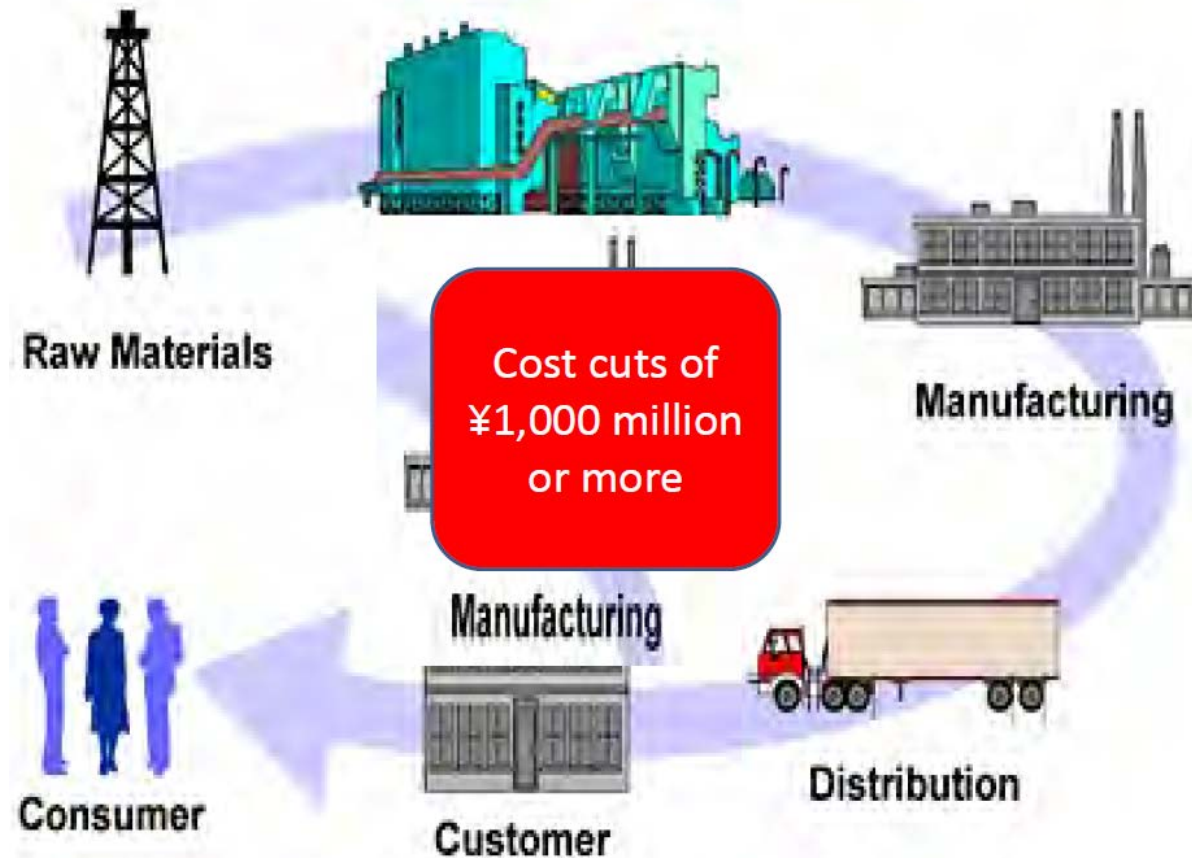 Raw Materials
Cost cuts of
¥1,000 million
or more
Manufacturing
Manufacturing
Distribution
Consumer
Customer